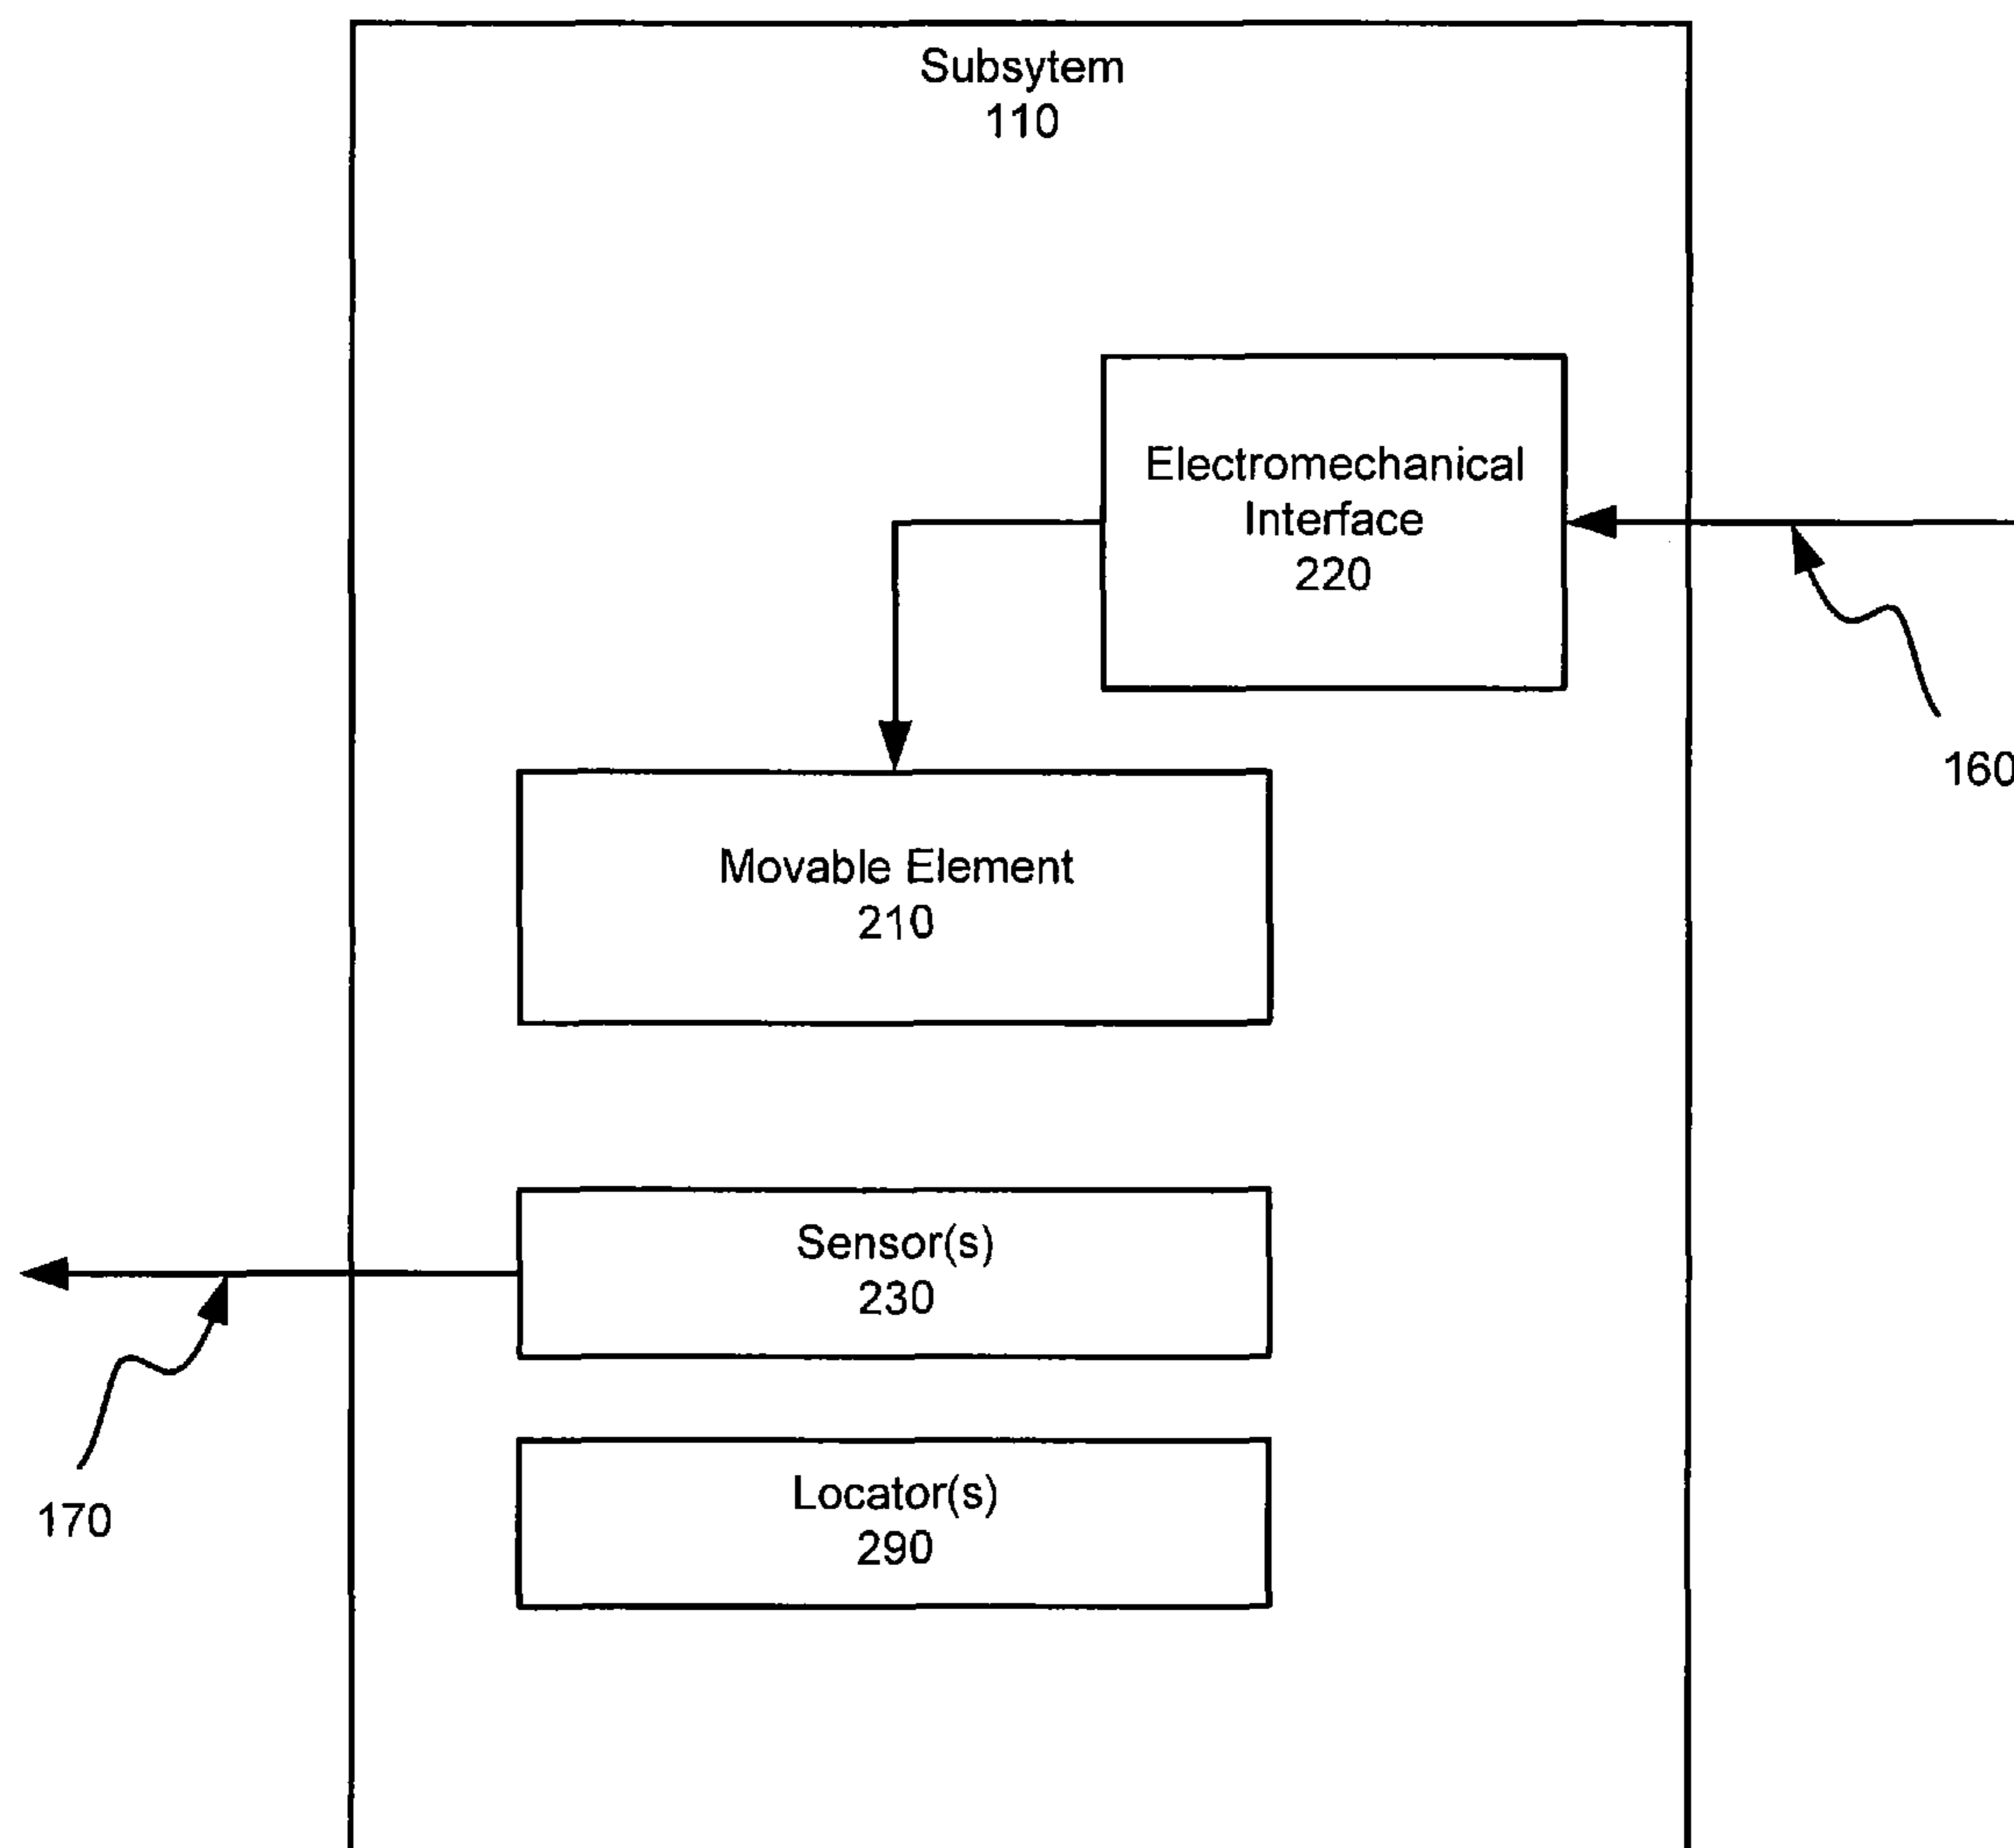 Subsytem
110
Electromechanical
Interface
220
160
Movable Element
210
Sensor(s)
230
170
Locator(s)
290